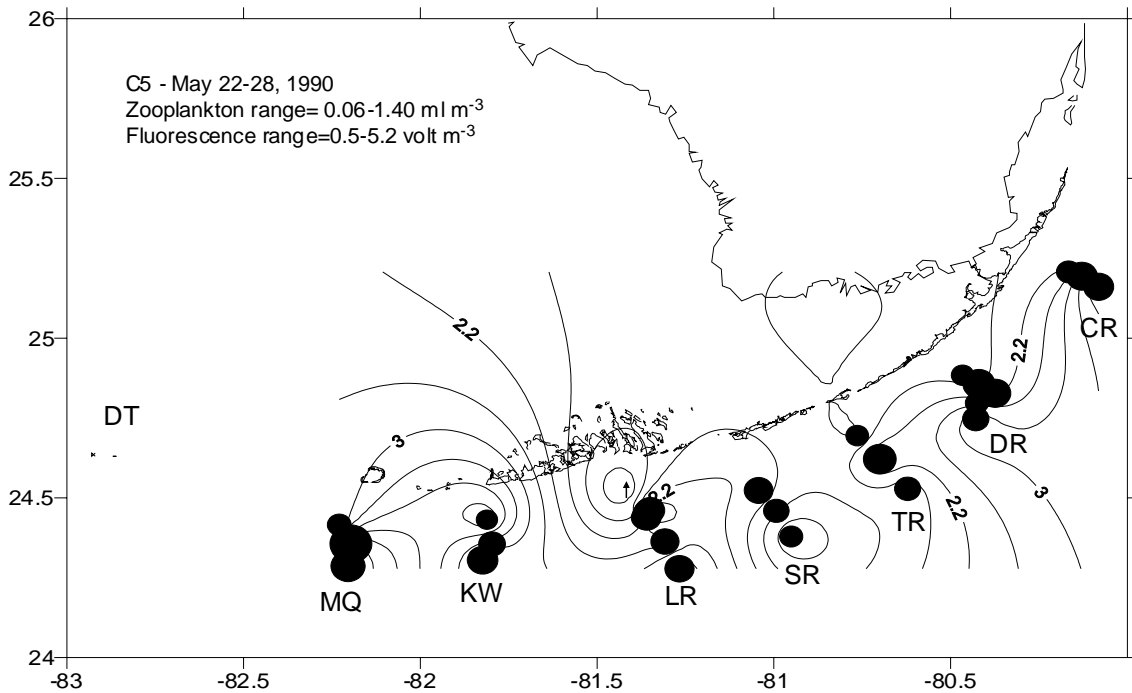 26
C5 - May 22-28, 1990
Zooplankton range= 0.06-1.40 ml m-3
Fluorescence range=0.5-5.2 volt m-3
25.5
CR
25
2.2
2.2
DT
DR
3
3
24.5
2.2
2.2
TR
SR
MQ
KW
LR
24
-83
-82.5
-82
-81.5
-81
-80.5